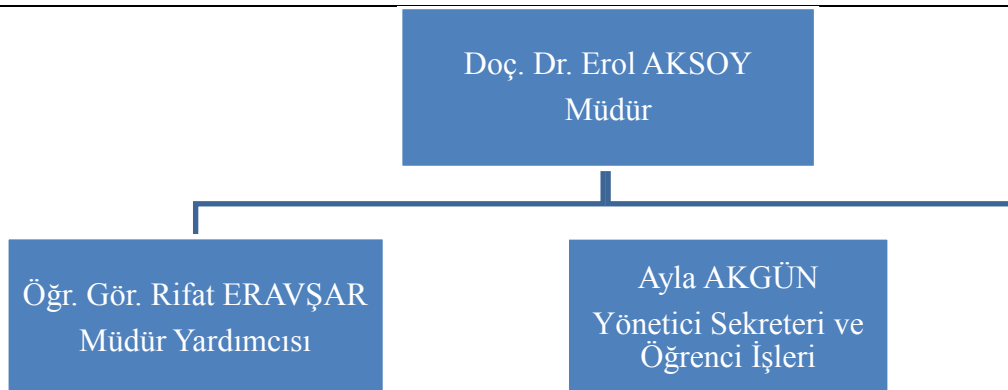 Doç. Dr. Erol AKSOY
Müdür
Öğr. Gör. Rifat ERAVŞAR
Müdür Yardımcısı
Ayla AKGÜN
Yönetici Sekreteri ve
Öğrenci İşleri